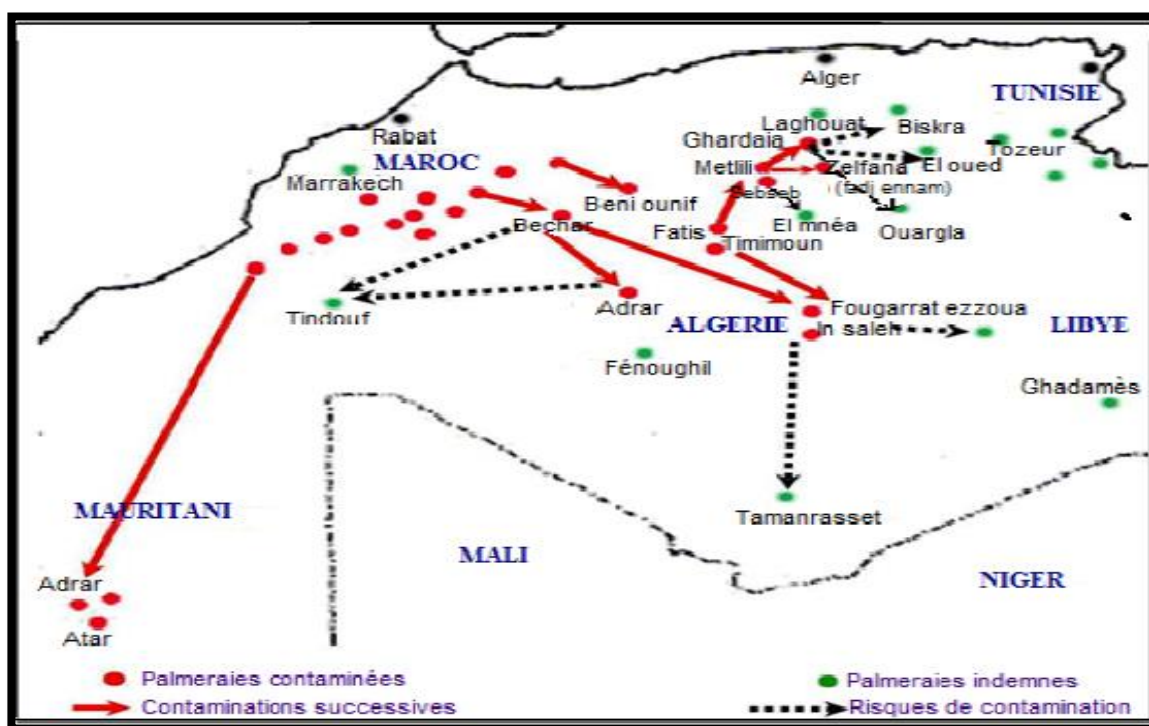 Alger
TUNISIE
Rabat
Laghouat
Biskra
Ghardaia
Tozeur
MAROC
Metlili
Zelfana
El oued
Marrakech
Sebseb
(fadj ennam)
Beni ounif
Bechar
Fatis
El mnéa
Ouargla
Timimoun
Tindouf
Adrar
ALGERIE
Fougarrat ezzoua
In saleh
LIBYE
Fénoughil
Ghadamès
MAURITANI
Tamanrasset
MALI
NIGER
Adrar
Atar
Palmeraies contaminées
Palmeraies indemnes
Contaminations successives
Risques de contamination